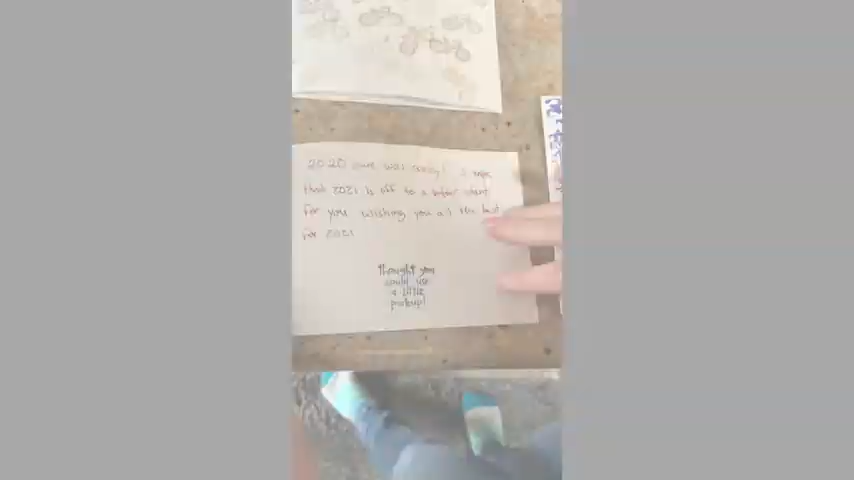 2020 sure was crazy! I hope
that 2021 is off to a better start
for you wishing you all the best
for 2021
thought you
could use
a little
pickup!